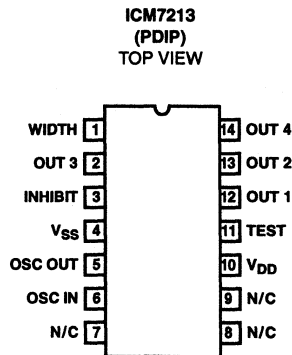 ICM7213
(PDIP)
TOP VIEW
WIDTH 1 14 OUT 4
OUT 3 2 13 OUT 2
INHIBIT 3 12 OUT 1
VSS 4 11 TEST
OSC OUT 5 10 VDD
OSC IN 6 9 N/C
N/C 7 8 N/C